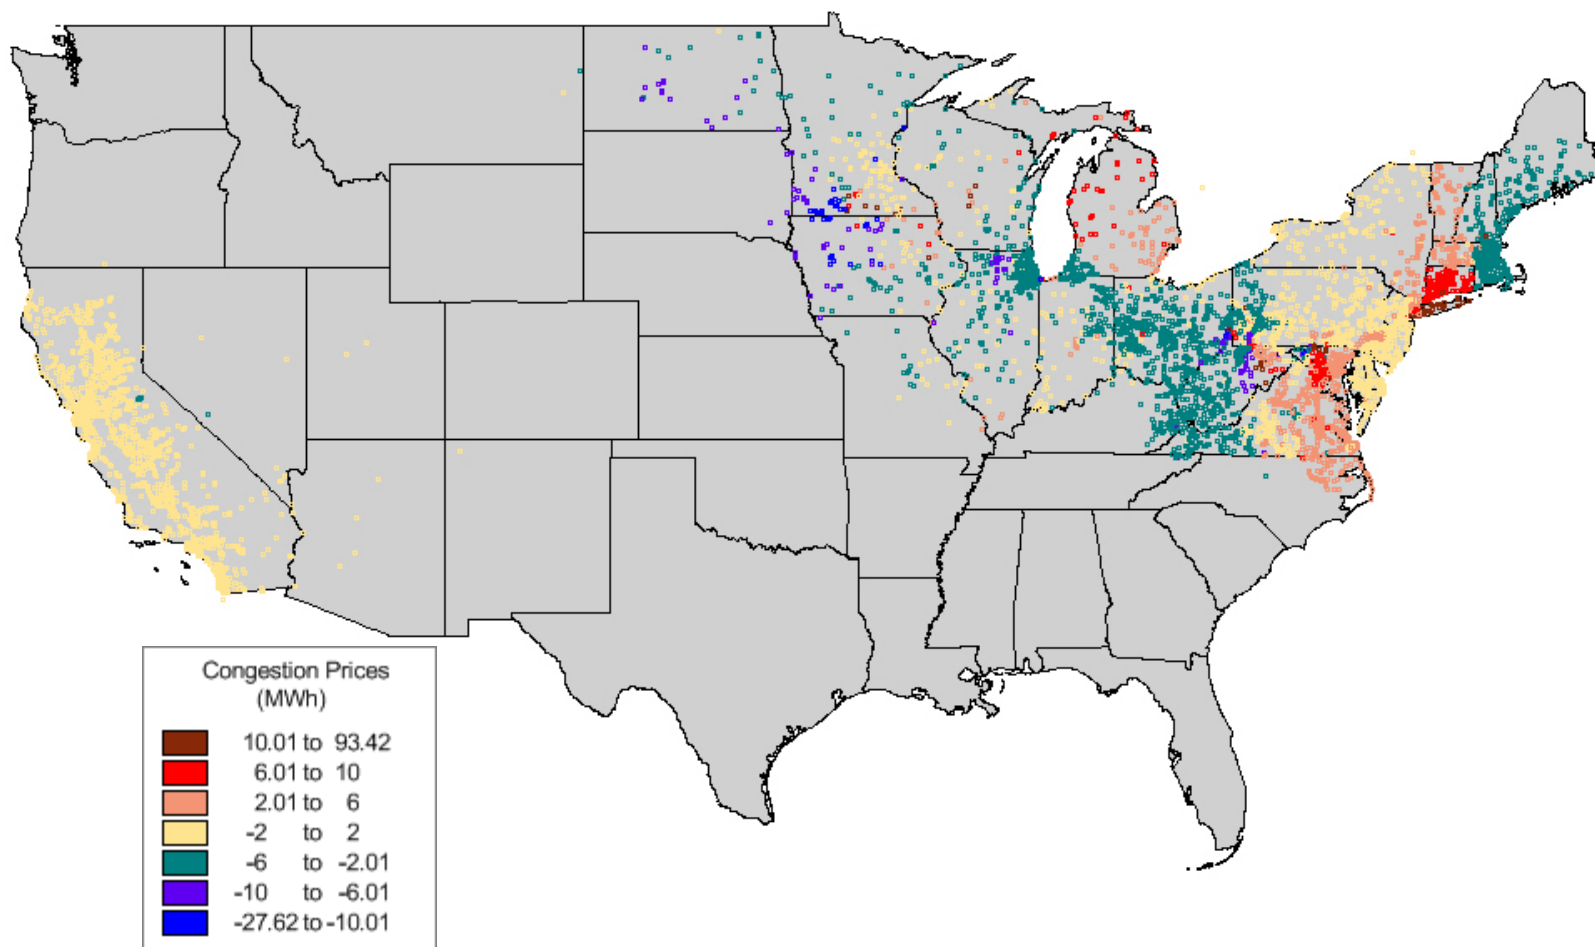 Congestion Prices
(MWh)
10.01 to 93.42
6.01 to 10
2.01 to 6
-2 to 2
-6 to -2.01
-10 to -6.01
-27.62 to -10.01